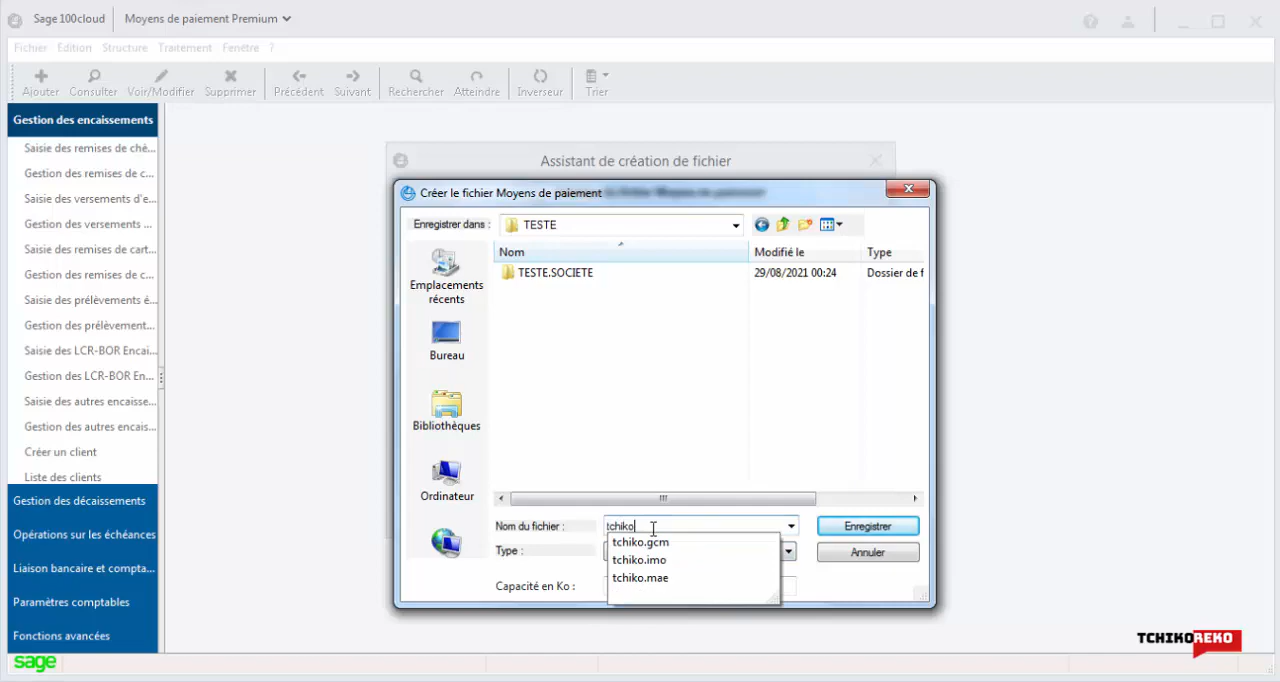 Sage 100cloud
Moyens de paiement Premium
Fichier Edition Structure Traitement Fenêtre ?
Ajouter Consulter Voir/Modifier Supprimer Précédent Suivant Rechercher Atteindre Inverseur Trier
Gestion des encaissements
Saisie des remises de chè...
Gestion des remises de c...
Saisie des versements d'e...
Gestion des versements ...
Saisie des remises de cart...
Gestion des remises de c...
Saisie des prélèvements é...
Gestion des prélèvement...
Saisie des LCR-BOR Encai...
Gestion des LCR-BOR En...
Saisie des autres encaisse...
Gestion des autres encais...
Créer un client
Liste des clients
Gestion des décaissements
Opérations sur les échéances
Liaison bancaire et compta...
Paramètres comptables
Fonctions avancées
sage
Assistant de création de fichier
Créer le fichier Moyens de paiement
Enregistrer dans : TESTE
Nom Modifié le Type
TESTE.SOCIETE 29/08/2021 00:24 Dossier de f
Emplacements
récents
Bureau
Bibliothèques
Ordinateur
Nom du fichier : tchiko Enregistrer
tchiko.gcm
Type : Annuler
tchiko.imo
tchiko.mae
Capacité en Ko :
TCHIKOREKO